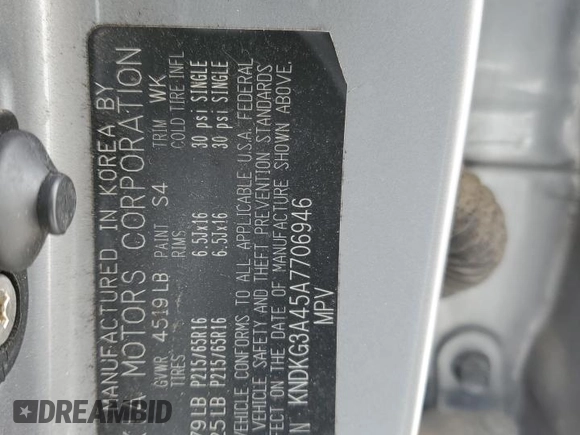 MANUFACTURED IN KOREA BY
A MOTORS CORPORATION
GVWR 4519 LB PAINT S4 TRIM WK
TIRES RIMS COLD TIRE INFL
79 LB P215/65R16 6.5Jx16 30 psi SINGLE
25 LB P215/65R16 6.5Jx16 30 psi SINGLE
VEHICLE CONFORMS TO ALL APPLICABLE U.S.A. FEDERAL
VEHICLE SAFETY AND THEFT PREVENTION STANDARDS
FFECT ON THE DATE OF MANUFACTURE SHOWN ABOVE.
N KNDKG3A45A7706946
MPV
DREAMBID